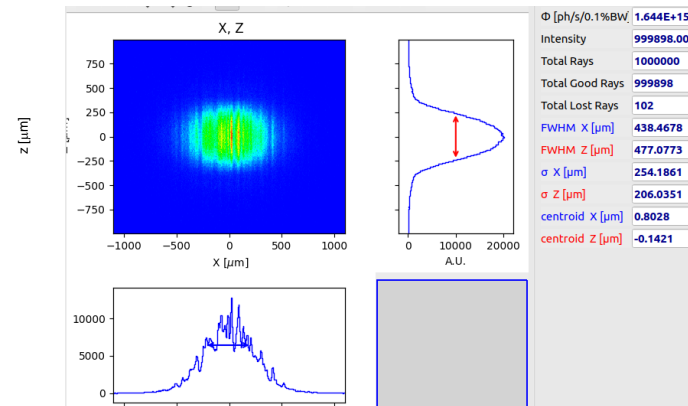 X, Z
z [µm]
750
500
250
0
−250
−500
−750
−1000 −500 0 500 1000
X [µm]
0 10000 20000
A.U.
10000
5000
0
Φ [ph/s/0.1%BW] 1.644E+15
Intensity 999898.00
Total Rays 1000000
Total Good Rays 999898
Total Lost Rays 102
FWHM X [µm] 438.4678
FWHM Z [µm] 477.0773
σ X [µm] 254.1861
σ Z [µm] 206.0351
centroid X [µm] 0.8028
centroid Z [µm] -0.1421